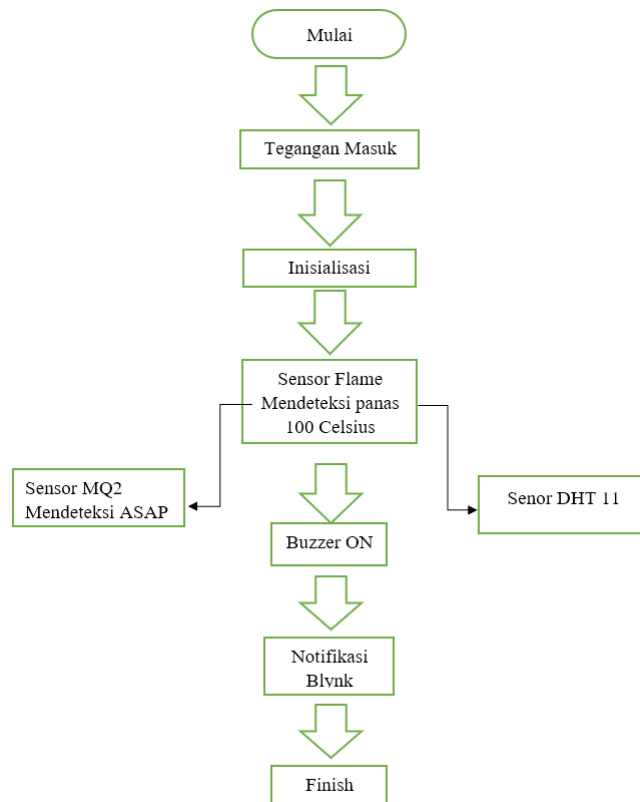 Mulai
Tegangan Masuk
Inisialisasi
Sensor Flame
Mendeteksi panas
100 Celsius
Sensor MQ2
Mendeteksi ASAP
Senor DHT 11
Buzzer ON
Notifikasi
Blynk
Finish